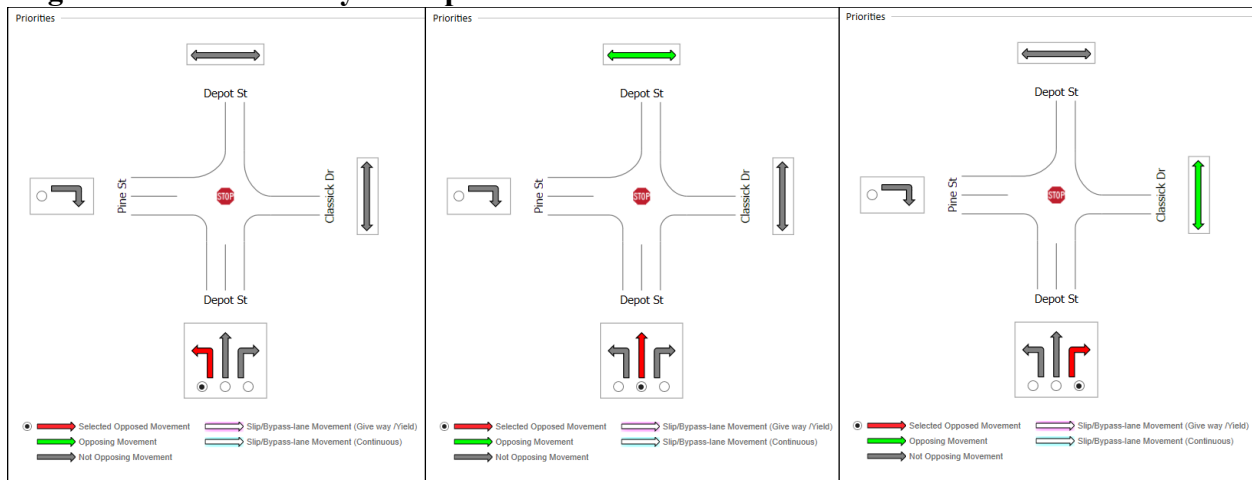 Priorities
Depot St
Pine St
STOP
Classick Dr
Depot St
Selected Opposed Movement
Slip/Bypass-lane Movement (Give way /Yield)
Opposing Movement
Slip/Bypass-lane Movement (Continuous)
Not Opposing Movement
Priorities
Depot St
Pine St
STOP
Classick Dr
Depot St
Selected Opposed Movement
Slip/Bypass-lane Movement (Give way /Yield)
Opposing Movement
Slip/Bypass-lane Movement (Continuous)
Not Opposing Movement
Priorities
Depot St
Pine St
STOP
Classick Dr
Depot St
Selected Opposed Movement
Slip/Bypass-lane Movement (Give way /Yield)
Opposing Movement
Slip/Bypass-lane Movement (Continuous)
Not Opposing Movement